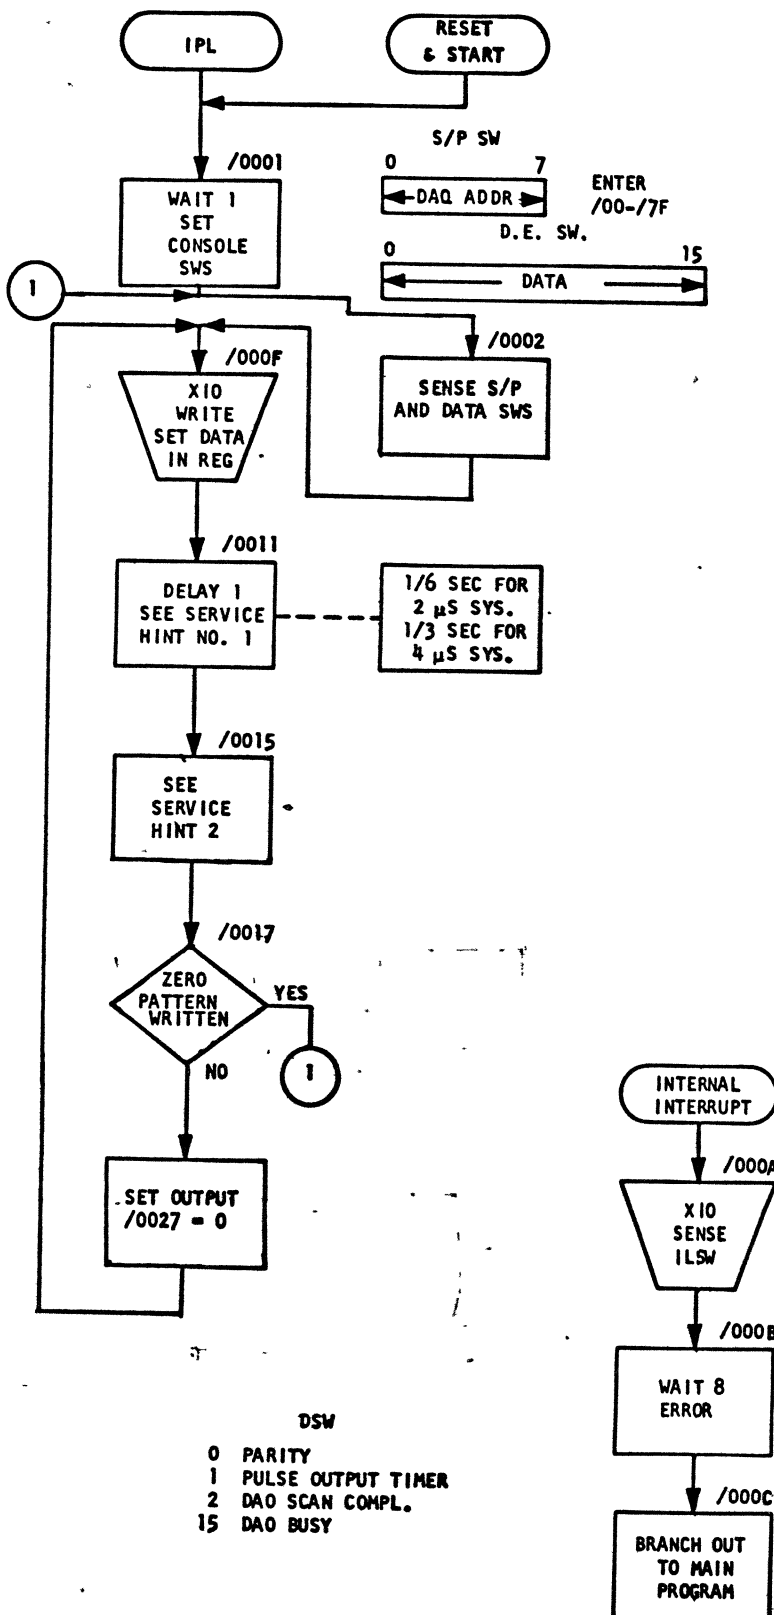 IPL
RESET
& START
/0001
WAIT 1
SET
CONSOLE
SWS
S/P SW
0 7
DAQ ADDR
ENTER
/00-/7F
D.E. SW.
0 15
DATA
1
/000F
XIO
WRITE
SET DATA
IN REG
/0002
SENSE S/P
AND DATA SWS
/0011
DELAY 1
SEE SERVICE
HINT NO. 1
1/6 SEC FOR
2 µS SYS.
1/3 SEC FOR
4 µS SYS.
/0015
SEE
SERVICE
HINT 2
/0017
ZERO
PATTERN
WRITTEN
YES
1
NO
SET OUTPUT
/0027 = 0
INTERNAL
INTERRUPT
/000A
XIO
SENSE
ILSW
/000B
WAIT 8
ERROR
/000C
BRANCH OUT
TO MAIN
PROGRAM
DSW
0 PARITY
1 PULSE OUTPUT TIMER
2 DAO SCAN COMPL.
15 DAO BUSY